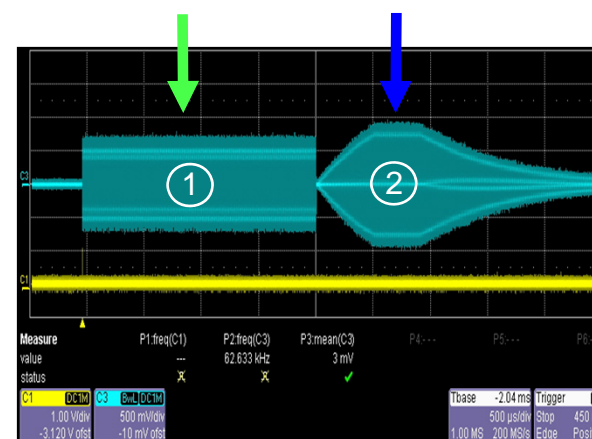 1 2
C3
C1
Measure P1:freq(C1) P2:freq(C3) P3:mean(C3) P4:--- P5:--- P6:
value --- 62.633 kHz 3 mV
status
C1 DC1M C3 BwL DC1M Tbase -2.04 ms Trigger
1.00 V/div 500 mV/div 500 µs/div Stop 450
-3.120 V ofst -10 mV ofst 1.00 MS 200 MS/s Edge Posi